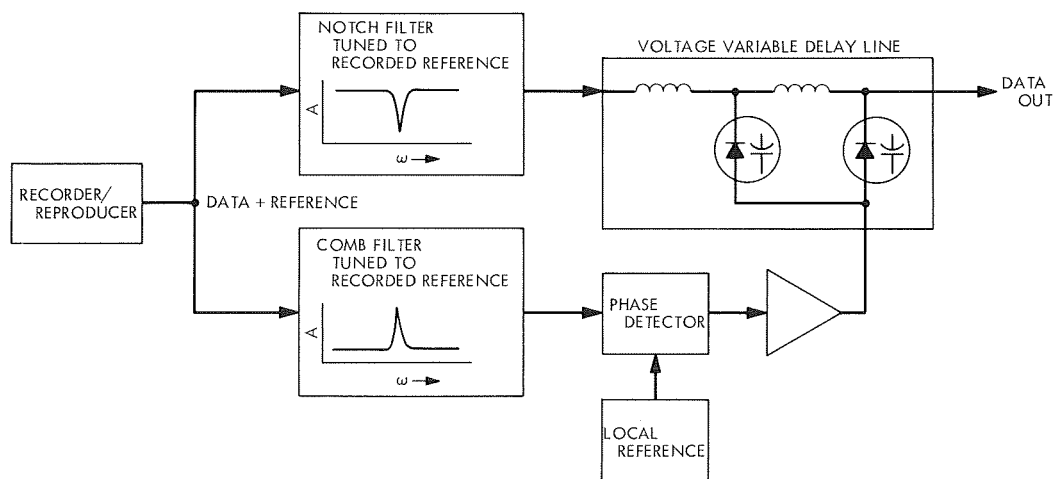 NOTCH FILTER
TUNED TO
RECORDED REFERENCE
A
ω
VOLTAGE VARIABLE DELAY LINE
DATA
OUT
RECORDER/
REPRODUCER
DATA + REFERENCE
COMB FILTER
TUNED TO
RECORDED REFERENCE
A
ω
PHASE
DETECTOR
LOCAL
REFERENCE